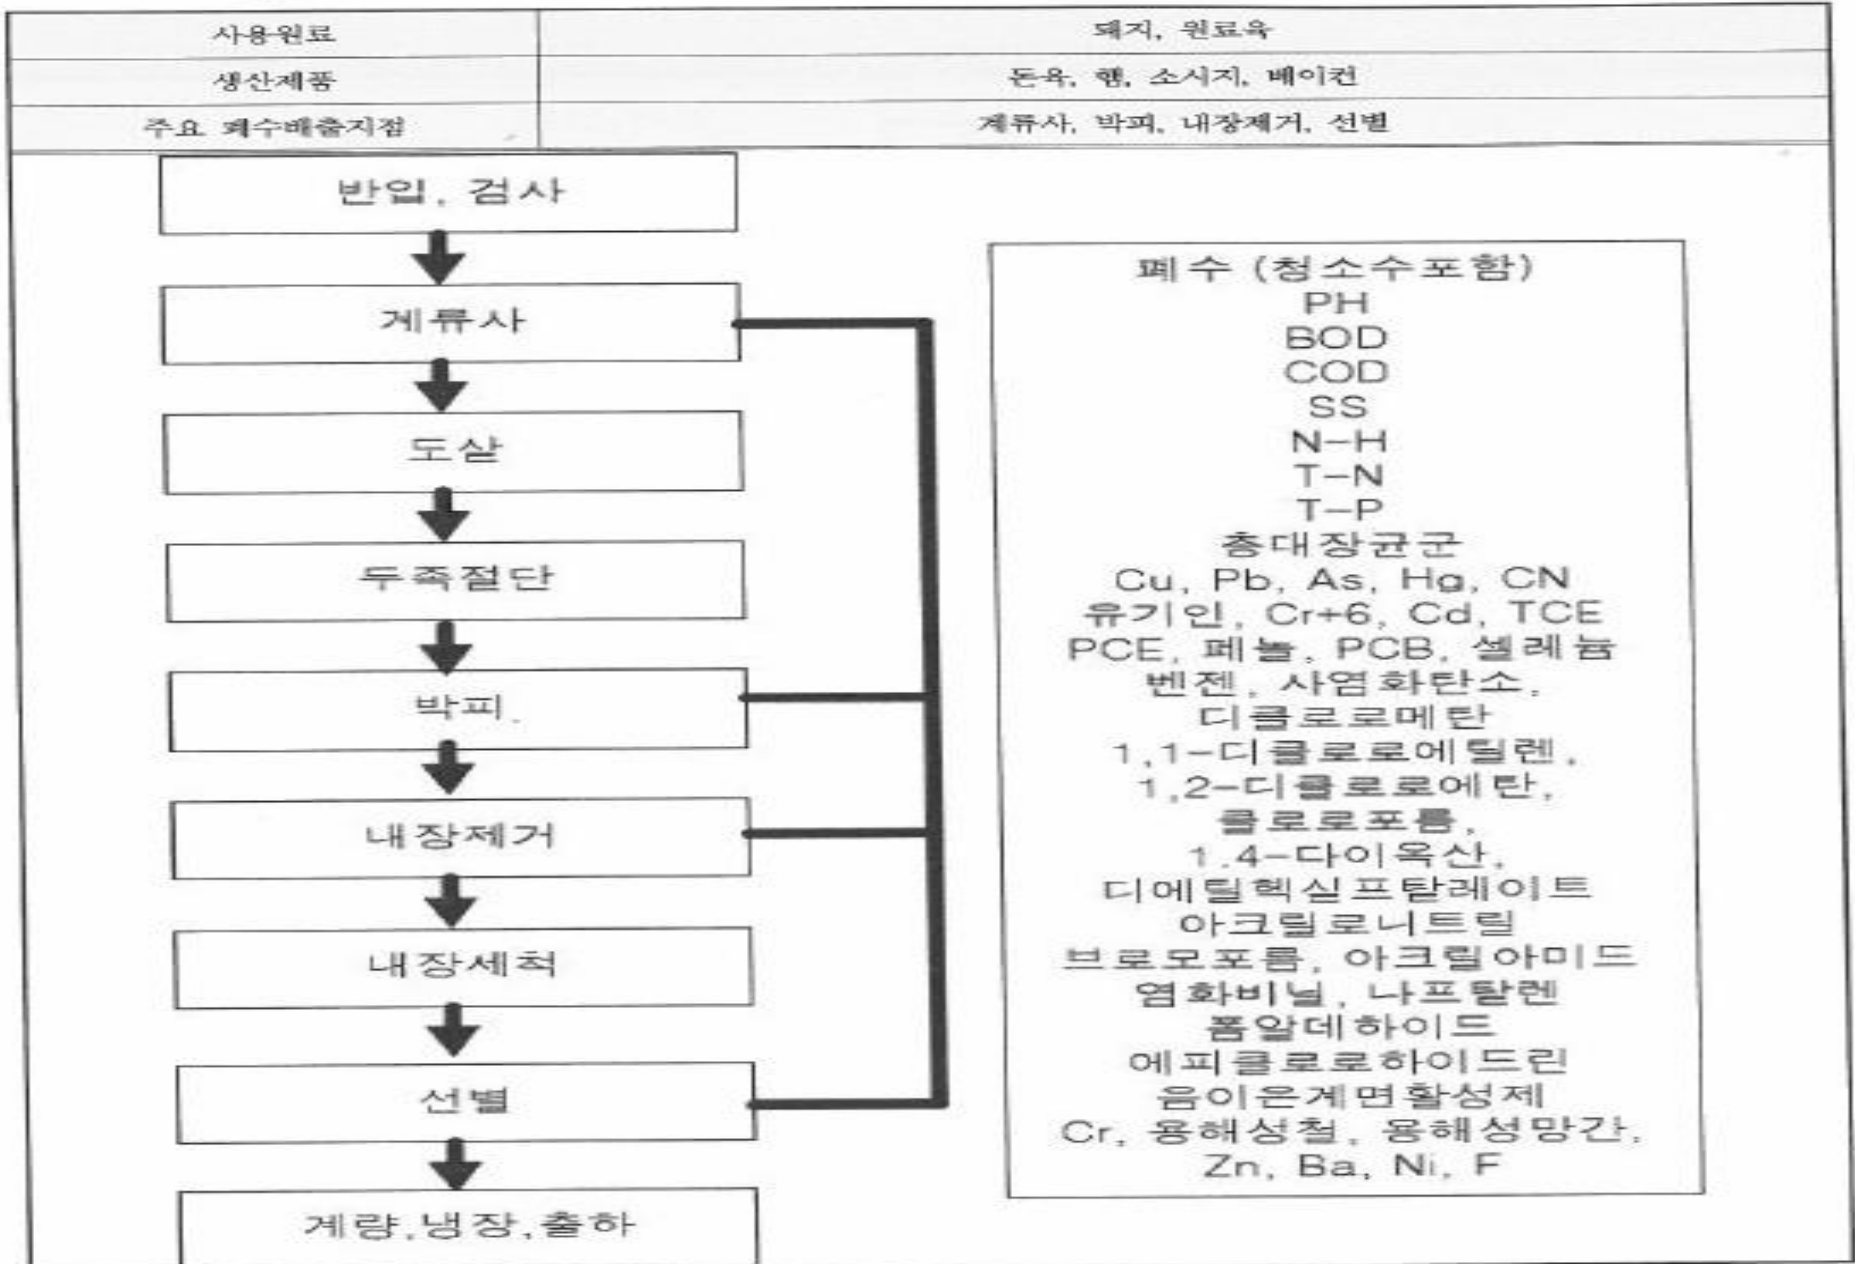 사용원료 돼지, 원료육
생산제품 돈육, 햄, 소시지, 베이컨
주요 폐수배출지점 계류사, 박피, 내장제거, 선별
반입, 검사
계류사
도살
두족절단
박피
내장제거
내장세척
선별
계량,냉장,출하
폐수 (청소수포함)
PH
BOD
COD
SS
N-H
T-N
T-P
총대장균군
Cu, Pb, As, Hg, CN
유기인, Cr+6, Cd, TCE
PCE, 페놀, PCB, 셀레늄
벤젠, 사염화탄소,
디클로로메탄
1,1-디클로로에틸렌,
1,2-디클로로에탄,
클로로포름,
1,4-다이옥산,
디에틸헥실프탈레이트
아크릴로니트릴
브로모포름, 아크릴아미드
염화비닐, 나프탈렌
폼알데하이드
에피클로로하이드린
음이온계면활성제
Cr, 용해성철, 용해성망간,
Zn, Ba, Ni, F